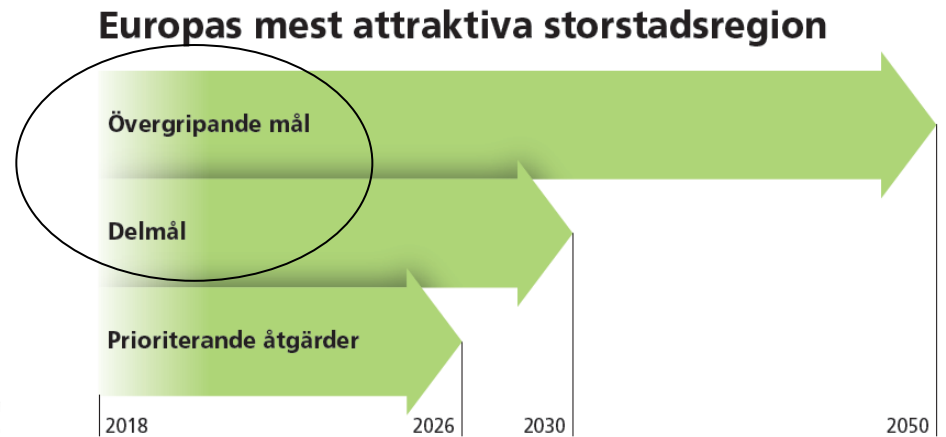 Europas mest attraktiva storstadsregion
Övergripande mål
Delmål
Prioriterande åtgärder
2018 2026 2030 2050